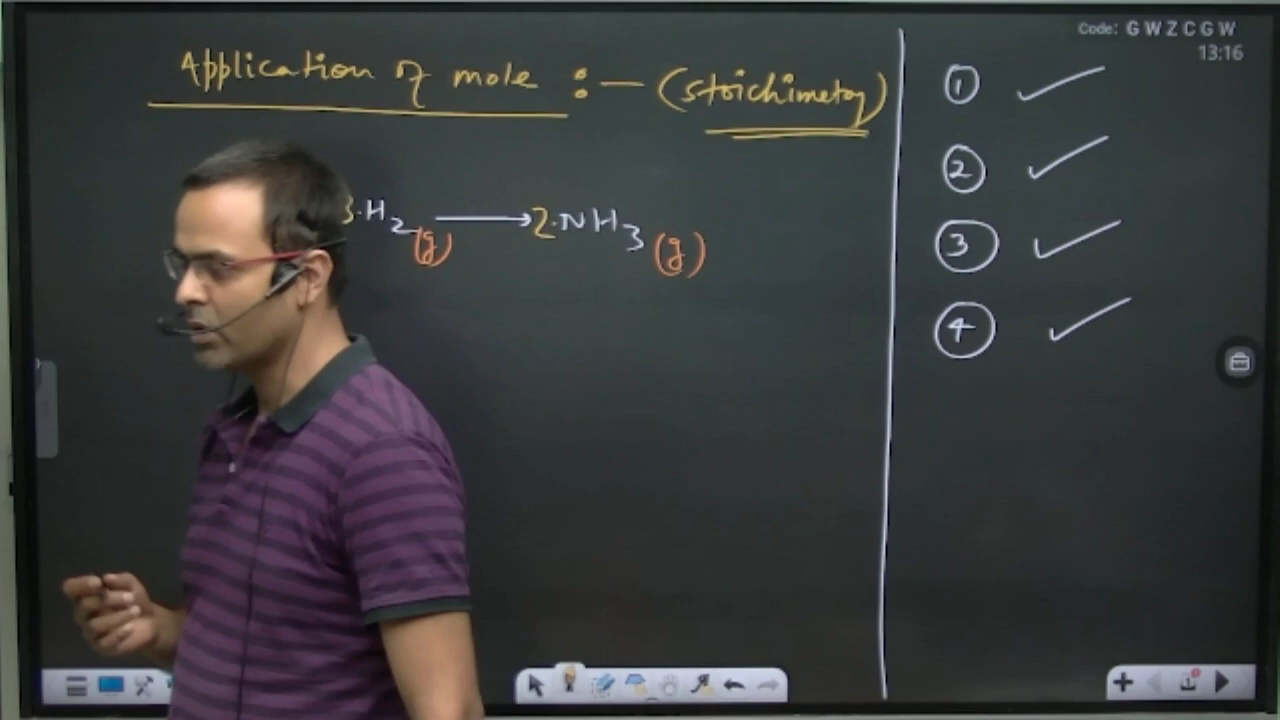 Code: GWZCGW
13:16
Application of mole :— (stoichimetry)
3·H2(g) ⟶ 2·NH3(g)
① ✓
② ✓
③ ✓
④ ✓